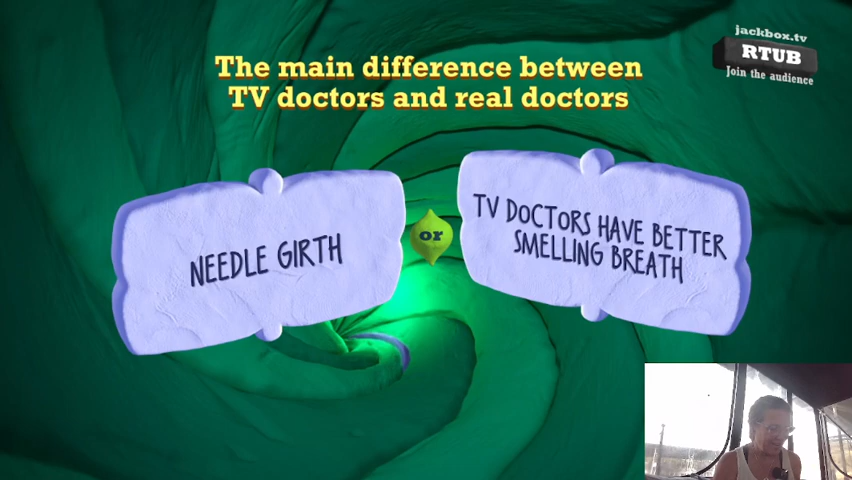 jackbox.tv
RTUB
Join the audience
The main difference between
TV doctors and real doctors
NEEDLE GIRTH
or
TV DOCTORS HAVE BETTER
SMELLING BREATH